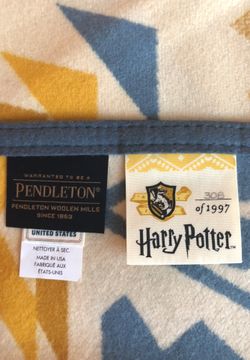 WARRANTED TO BE A
PENDLETON®
PENDLETON WOOLEN MILLS
SINCE 1863
UNITED STATES
NETTOYER À SEC.
MADE IN USA
FABRIQUÉ AUX
ÉTATS-UNIS
308
of 1997
Harry Potter